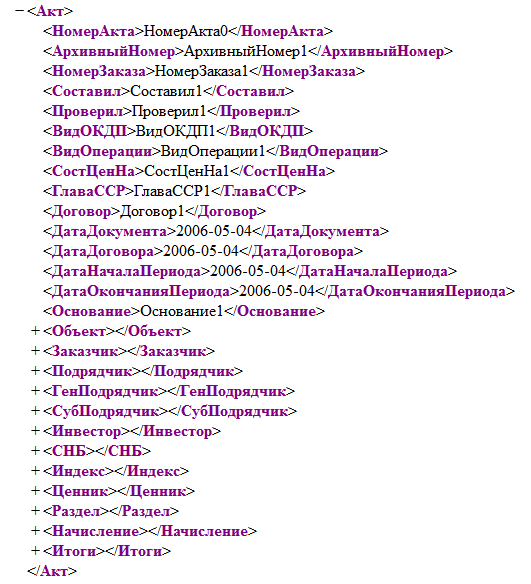 − <Акт>
<НомерАкта>НомерАкта0</НомерАкта>
<АрхивныйНомер>АрхивныйНомер1</АрхивныйНомер>
<НомерЗаказа>НомерЗаказа1</НомерЗаказа>
<Составил>Составил1</Составил>
<Проверил>Проверил1</Проверил>
<ВидОКДП>ВидОКДП1</ВидОКДП>
<ВидОперации>ВидОперации1</ВидОперации>
<СостЦенНа>СостЦенНа1</СостЦенНа>
<ГлаваССР>ГлаваССР1</ГлаваССР>
<Договор>Договор1</Договор>
<ДатаДокумента>2006-05-04</ДатаДокумента>
<ДатаДоговора>2006-05-04</ДатаДоговора>
<ДатаНачалаПериода>2006-05-04</ДатаНачалаПериода>
<ДатаОкончанияПериода>2006-05-04</ДатаОкончанияПериода>
<Основание>Основание1</Основание>
+ <Объект></Объект>
+ <Заказчик></Заказчик>
+ <Подрядчик></Подрядчик>
+ <ГенПодрядчик></ГенПодрядчик>
+ <СубПодрядчик></СубПодрядчик>
+ <Инвестор></Инвестор>
+ <СНБ></СНБ>
+ <Индекс></Индекс>
+ <Ценник></Ценник>
+ <Раздел></Раздел>
+ <Начисление></Начисление>
+ <Итоги></Итоги>
</Акт>